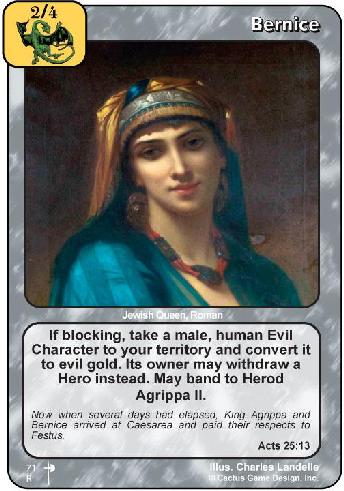 2/4
Bernice
Jewish Queen, Roman
If blocking, take a male, human Evil
Character to your territory and convert it
to evil gold. Its owner may withdraw a
Hero instead. May band to Herod
Agrippa II.
Now when several days had elapsed, King Agrippa and
Bernice arrived at Caesarea and paid their respects to
Festus.
Acts 25:13
71
R
Illus. Charles Landelle
© Cactus Game Design, Inc.